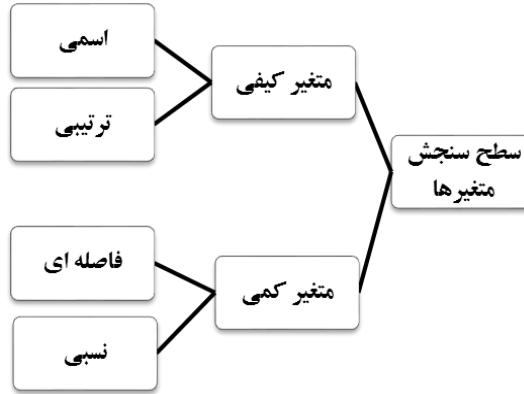 سطح سنجش
متغیرها
متغیر کیفی
اسمی
ترتیبی
متغیر کمی
فاصله ای
نسبی